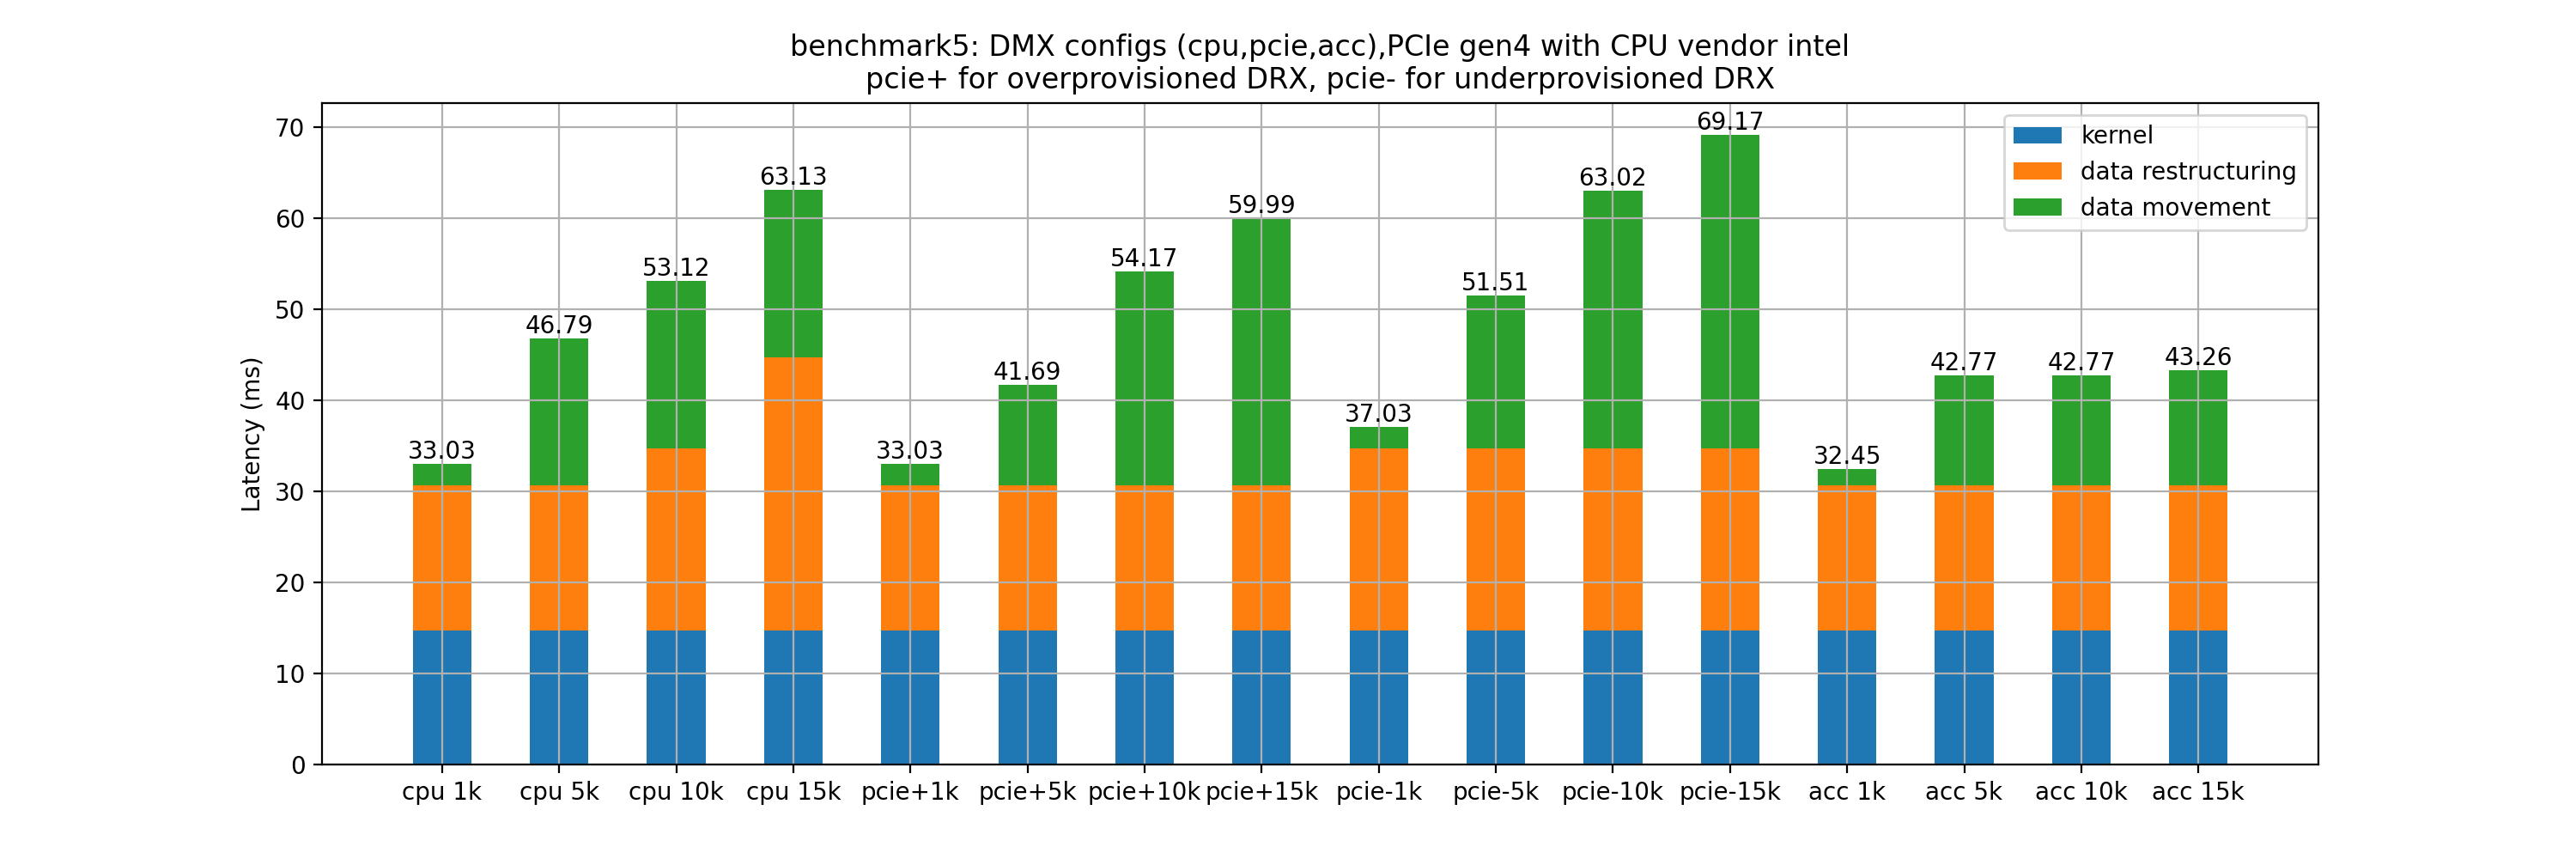 benchmark5: DMX configs (cpu,pcie,acc),PCIe gen4 with CPU vendor intel
pcie+ for overprovisioned DRX, pcie- for underprovisioned DRX
Latency (ms)
70
60
50
40
30
20
10
0
33.03
46.79
53.12
63.13
33.03
41.69
54.17
59.99
37.03
51.51
63.02
69.17
32.45
42.77
42.77
43.26
kernel
data restructuring
data movement
cpu 1k
cpu 5k
cpu 10k
cpu 15k
pcie+1k
pcie+5k
pcie+10k
pcie+15k
pcie-1k
pcie-5k
pcie-10k
pcie-15k
acc 1k
acc 5k
acc 10k
acc 15k